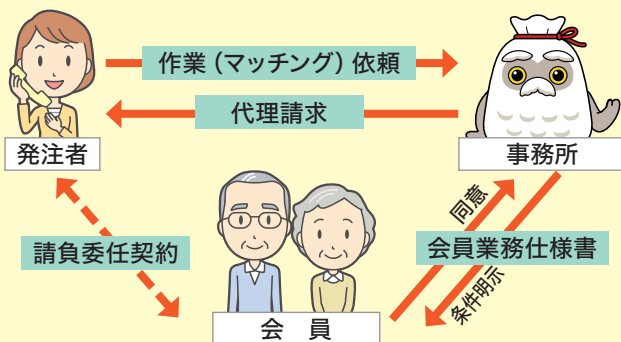 作業（マッチング）依頼
代理請求
発注者
事務所
同意
請負委任契約
会員業務仕様書
条件明示
会 員